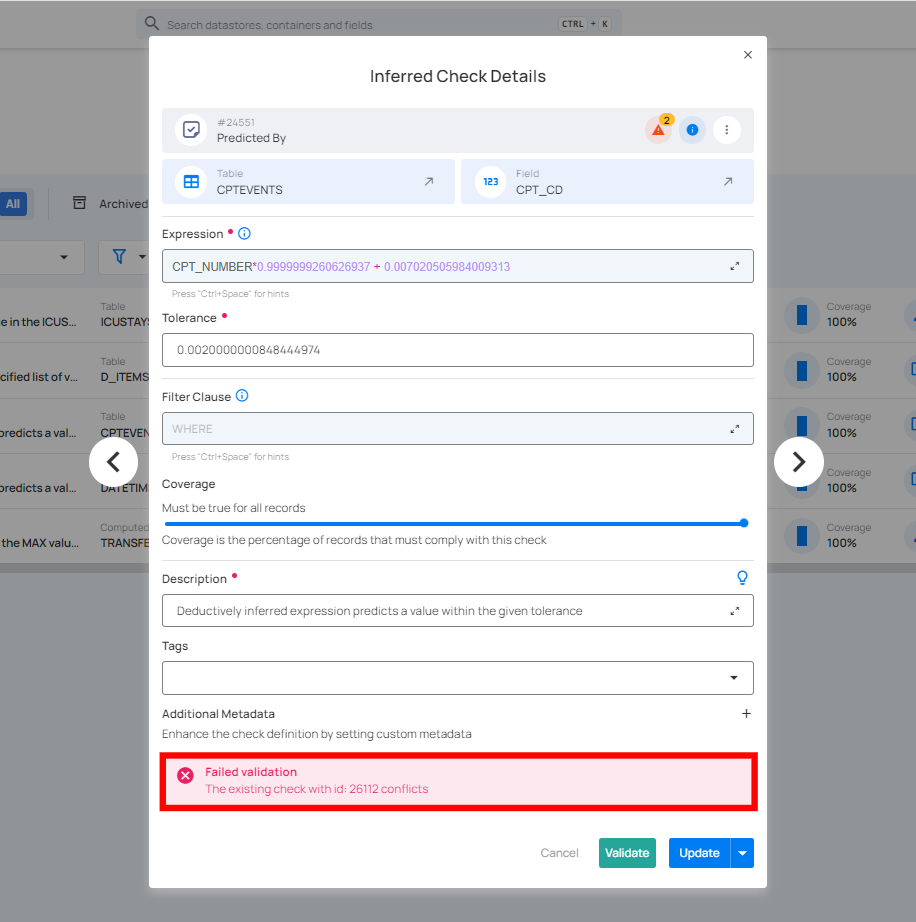 Search datastores, containers and fields CTRL + K
Inferred Check Details
#24551
Predicted By
2
Table
CPTEVENTS
123
Field
CPT_CD
All
Archived
Expression •
CPT_NUMBER*0.9999999260626937 + 0.007020505984009313
Press "Ctrl+Space" for hints
Tolerance •
0.0020000000848444974
Filter Clause
WHERE
Press "Ctrl+Space" for hints
Coverage
Must be true for all records
Coverage is the percentage of records that must comply with this check
Description •
Deductively inferred expression predicts a value within the given tolerance
Tags
Additional Metadata
+
Enhance the check definition by setting custom metadata
Failed validation
The existing check with id: 26112 conflicts
Cancel
Validate
Update
e in the ICUS...
Table
ICUSTAYS
Coverage
100%
cified list of v...
Table
D_ITEMS
Coverage
100%
predicts a val...
Table
CPTEVEN
Coverage
100%
predicts a val...
DATETIM
Coverage
100%
the MAX valu...
Computed
TRANSFE
Coverage
100%